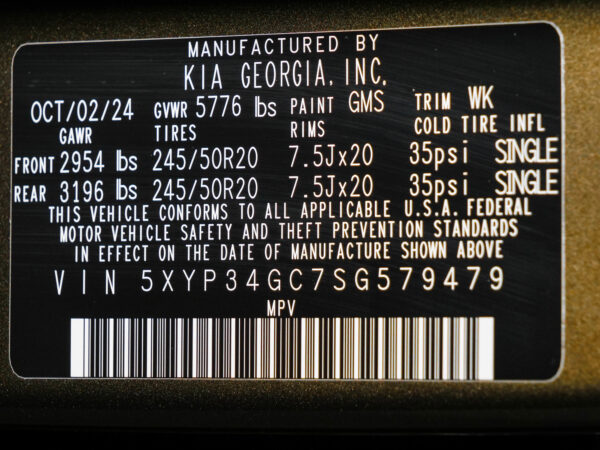 MANUFACTURED BY
KIA GEORGIA, INC.
OCT/02/24 GVWR 5776 lbs PAINT GMS TRIM WK
GAWR TIRES RIMS COLD TIRE INFL
FRONT 2954 lbs 245/50R20 7.5Jx20 35psi SINGLE
REAR 3196 lbs 245/50R20 7.5Jx20 35psi SINGLE
THIS VEHICLE CONFORMS TO ALL APPLICABLE U.S.A. FEDERAL
MOTOR VEHICLE SAFETY AND THEFT PREVENTION STANDARDS
IN EFFECT ON THE DATE OF MANUFACTURE SHOWN ABOVE
VIN 5XYP34GC7SG579479
MPV